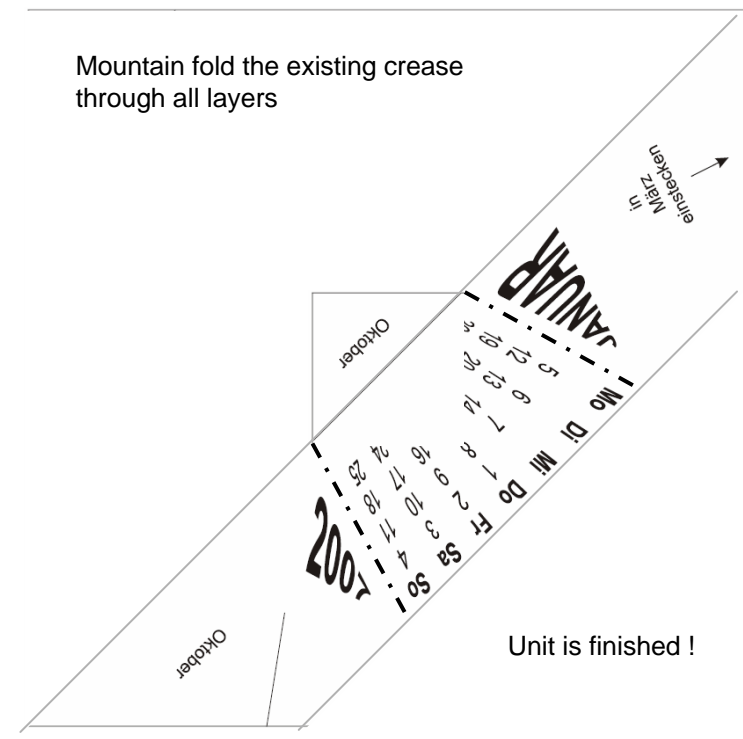 Mountain fold the existing crease
through all layers
in
März
einstecken
JANUAR
Oktober
Mo 5 12 19
Di 6 13 20
Mi 7 14
Do 1 8
Fr 2 9 16
Sa 3 10 17 24
So 4 11 18 25
Oktober
Unit is finished !